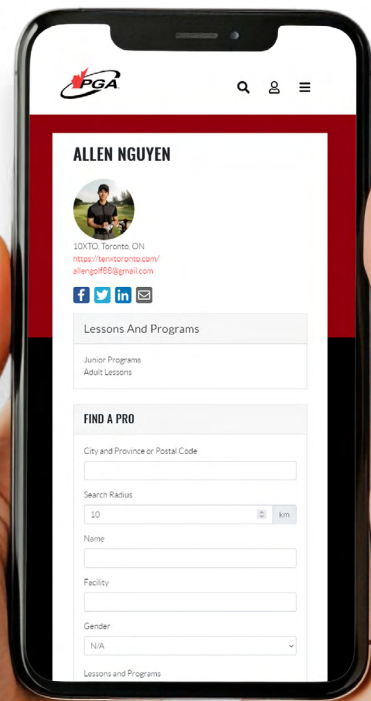 PGA
ALLEN NGUYEN
10XTO, Toronto, ON
https://tenxtoronto.com/
allengolf88@gmail.com
Lessons And Programs
Junior Programs
Adult Lessons
FIND A PRO
City and Province or Postal Code
Search Radius
10 km
Name
Facility
Gender
N/A
Lessons and Programs